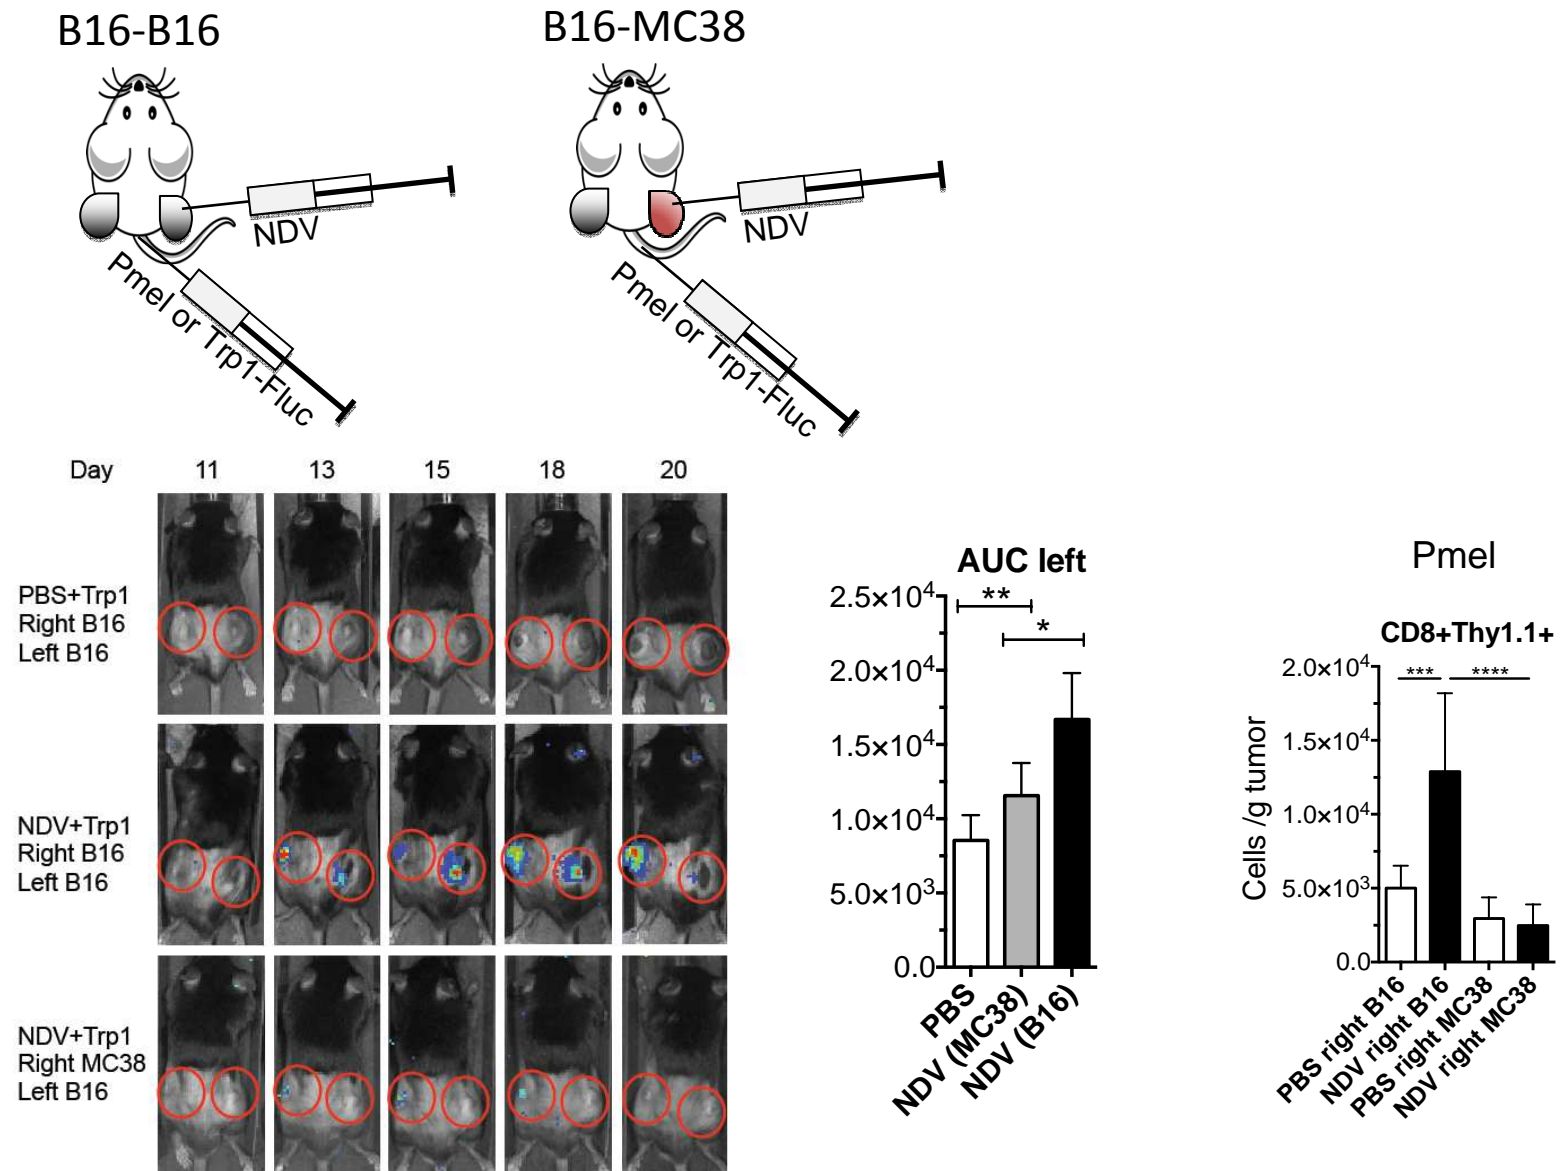 B16-B16
B16-MC38
NDV
NDV
Pmel or Trp1-Fluc
Pmel or Trp1-Fluc
Day 11 13 15 18 20
PBS+Trp1
Right B16
Left B16
NDV+Trp1
Right B16
Left B16
NDV+Trp1
Right MC38
Left B16
AUC left
2.5×10⁴
**
*
2.0×10⁴
1.5×10⁴
1.0×10⁴
5.0×10³
0.0
PBS
NDV (MC38)
NDV (B16)
Pmel
CD8+Thy1.1+
Cells /g tumor
2.0×10⁴
*** ****
1.5×10⁴
1.0×10⁴
5.0×10³
0.0
PBS right B16
NDV right B16
PBS right MC38
NDV right MC38